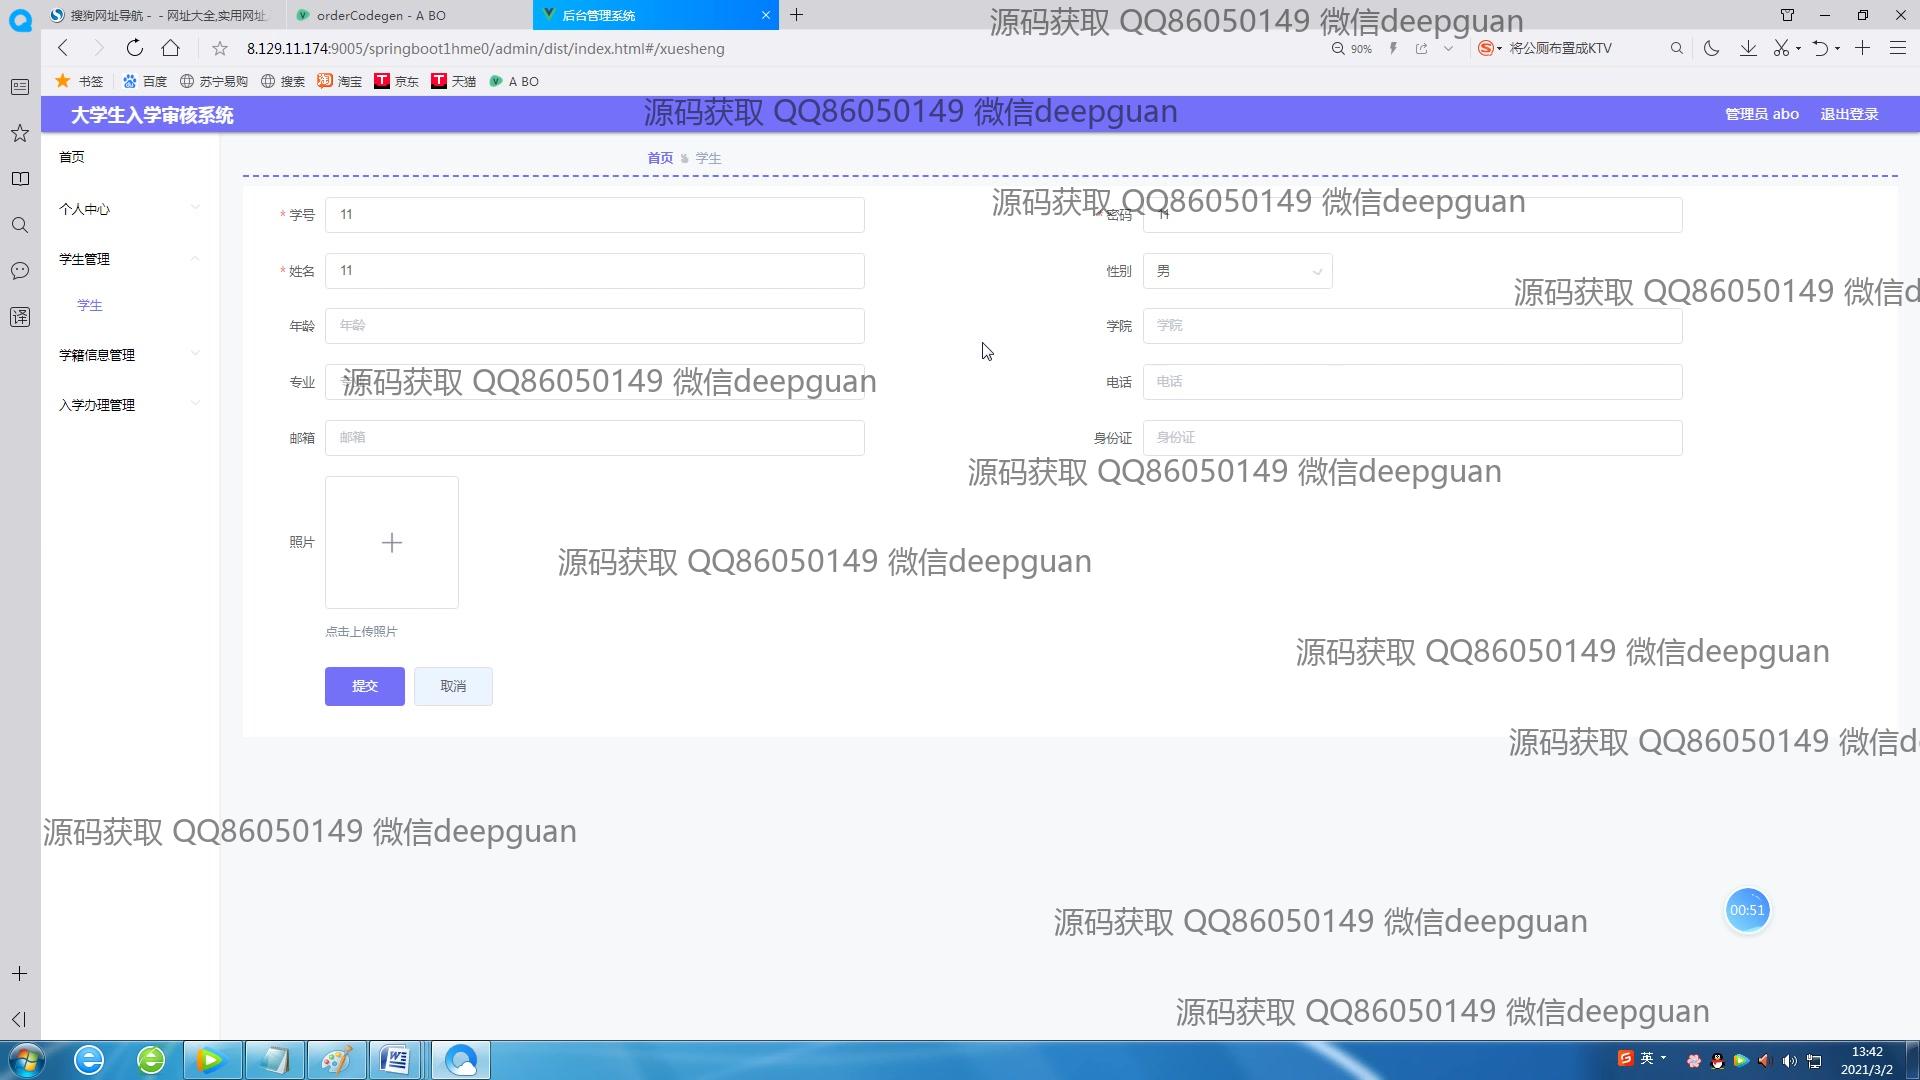 搜狗网址导航 - - 网址大全,实用网址,
orderCodegen - A BO
后台管理系统
源码获取 QQ86050149 微信deepguan
8.129.11.174:9005/springboot1hme0/admin/dist/index.html#/xuesheng
90%
将公厕布置成KTV
书签
百度
苏宁易购
搜索
淘宝
京东
天猫
A BO
大学生入学审核系统
源码获取 QQ86050149 微信deepguan
管理员 abo
退出登录
首页
首页
学生
个人中心
源码获取 QQ86050149 微信deepguan
* 学号
11
* 密码
11
学生管理
* 姓名
11
性别
男
源码获取 QQ86050149 微信d
学生
年龄
年龄
学院
学院
学籍信息管理
专业
源码获取 QQ86050149 微信deepguan
电话
电话
入学办理管理
邮箱
邮箱
身份证
身份证
源码获取 QQ86050149 微信deepguan
照片
源码获取 QQ86050149 微信deepguan
点击上传照片
源码获取 QQ86050149 微信deepguan
提交
取消
源码获取 QQ86050149 微信d
源码获取 QQ86050149 微信deepguan
00:51
源码获取 QQ86050149 微信deepguan
源码获取 QQ86050149 微信deepguan
译
英
13:42
2021/3/2